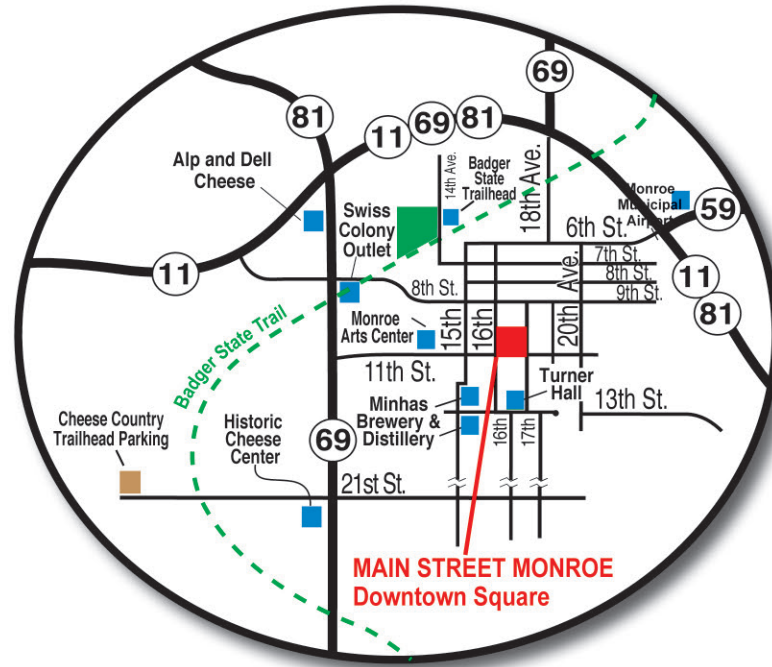 69
81
69
81
11
Alp and Dell
Cheese
14th Ave.
Badger
State
Trailhead
18th Ave.
Monroe
Municipal
Airport
59
Swiss
Colony
Outlet
6th St.
7th St.
8th St.
9th St.
11
8th St.
Ave.
11
81
Badger State Trail
Monroe
Arts Center
15th
16th
20th
11th St.
Turner
Hall
Minhas
Brewery &
Distillery
13th St.
16th
17th
Cheese Country
Trailhead Parking
Historic
Cheese
Center
69
21st St.
MAIN STREET MONROE
Downtown Square